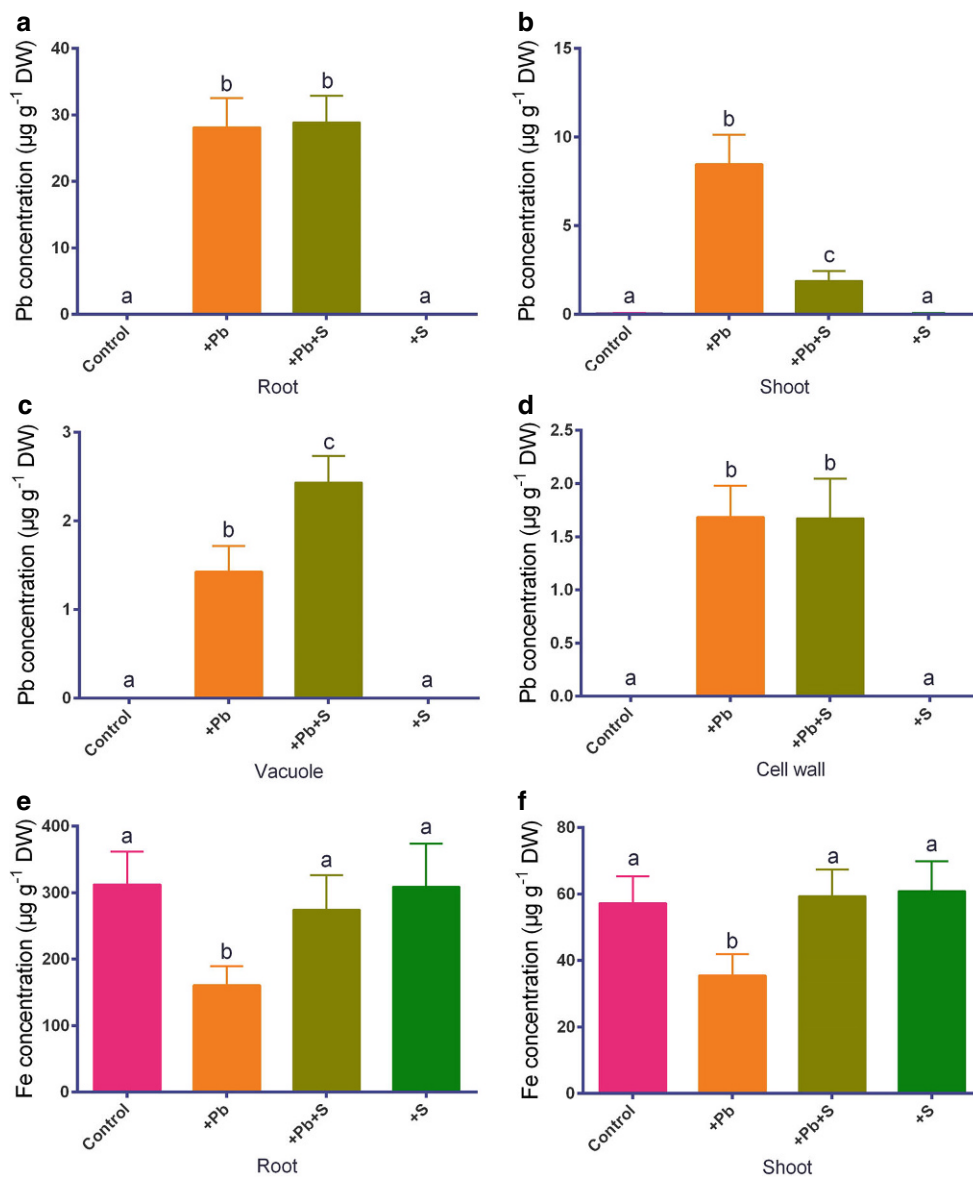 a
Pb concentration (µg g⁻¹ DW)
40
30
20
10
0
a
b
b
a
Control
+Pb
+Pb+S
+S
Root
b
Pb concentration (µg g⁻¹ DW)
15
10
5
0
a
b
c
a
Control
+Pb
+Pb+S
+S
Shoot
c
Pb concentration (µg g⁻¹ DW)
3
2
1
0
a
b
c
a
Control
+Pb
+Pb+S
+S
Vacuole
d
Pb concentration (µg g⁻¹ DW)
2.5
2.0
1.5
1.0
0.5
0.0
a
b
b
a
Control
+Pb
+Pb+S
+S
Cell wall
e
Fe concentration (µg g⁻¹ DW)
400
300
200
100
0
a
b
a
a
Control
+Pb
+Pb+S
+S
Root
f
Fe concentration (µg g⁻¹ DW)
80
60
40
20
0
a
b
a
a
Control
+Pb
+Pb+S
+S
Shoot